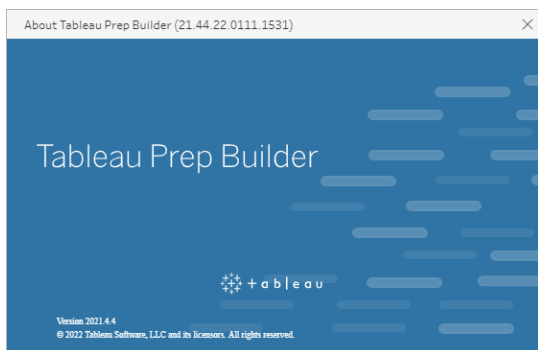 About Tableau Prep Builder (21.44.22.0111.1531)
Tableau Prep Builder
+ableau
Version 2021.4.4
© 2022 Tableau Software, LLC and its licensors. All rights reserved.